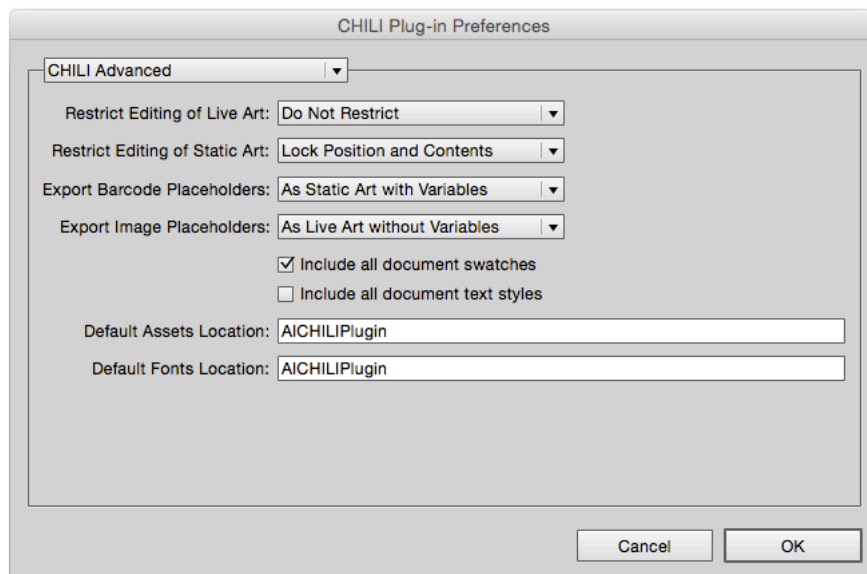 CHILI Plug-in Preferences
CHILI Advanced
Restrict Editing of Live Art: Do Not Restrict
Restrict Editing of Static Art: Lock Position and Contents
Export Barcode Placeholders: As Static Art with Variables
Export Image Placeholders: As Live Art without Variables
Include all document swatches
Include all document text styles
Default Assets Location: AICHILIPlugin
Default Fonts Location: AICHILIPlugin
Cancel OK